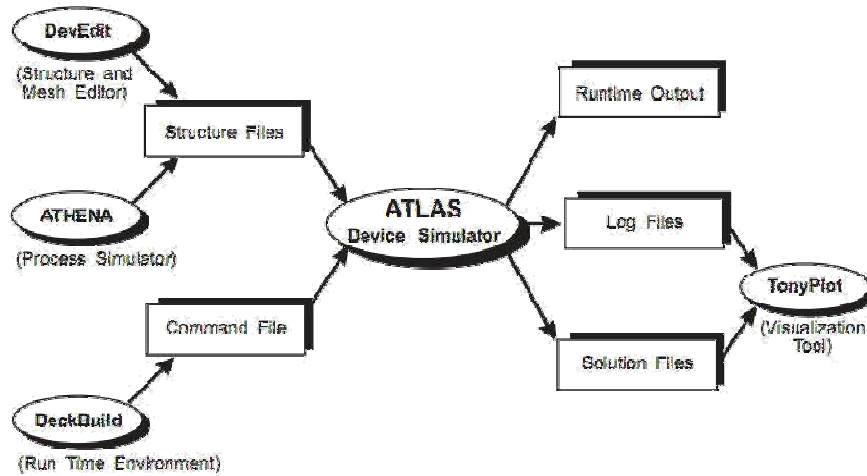 DevEdit
(Structure and
Mesh Editor)
Structure Files
ATHENA
(Process Simulator)
Command File
DeckBuild
(Run Time Environment)
ATLAS
Device Simulator
Runtime Output
Log Files
Solution Files
TonyPlot
(Visualization
Tool)